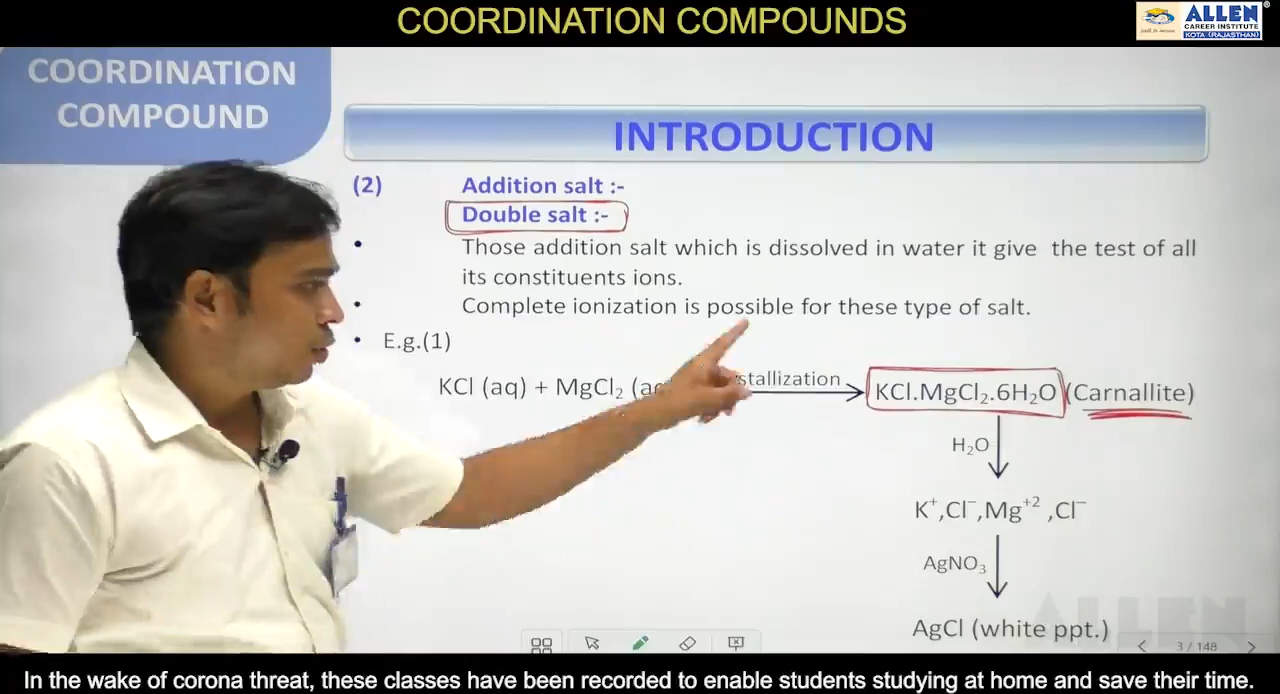 COORDINATION COMPOUNDS
ALLEN
CAREER INSTITUTE
KOTA (RAJASTHAN)
COORDINATION
COMPOUND
INTRODUCTION
(2) Addition salt :-
Double salt :-
• Those addition salt which is dissolved in water it give the test of all
its constituents ions.
• Complete ionization is possible for these type of salt.
• E.g.(1)
KCl (aq) + MgCl₂ KCl.MgCl₂.6H₂O (Carnallite)
H₂O
K⁺,Cl⁻,Mg⁺² ,Cl⁻
AgNO₃
AgCl (white ppt.)
ALLEN
3 / 148
In the wake of corona threat, these classes have been recorded to enable students studying at home and save their time.